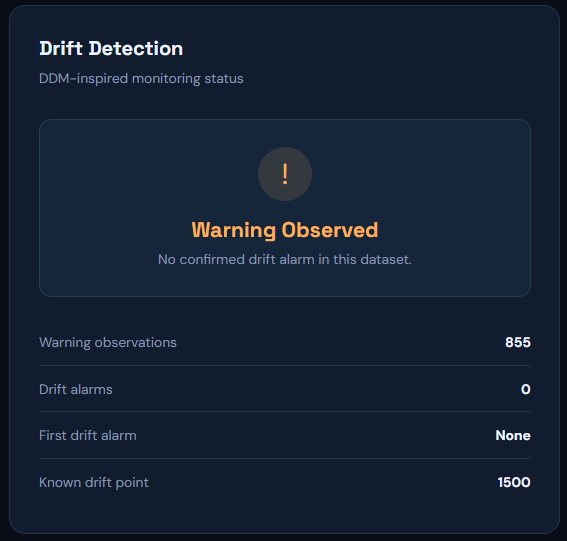 Drift Detection
DDM-inspired monitoring status
!
Warning Observed
No confirmed drift alarm in this dataset.
Warning observations 855
Drift alarms 0
First drift alarm None
Known drift point 1500